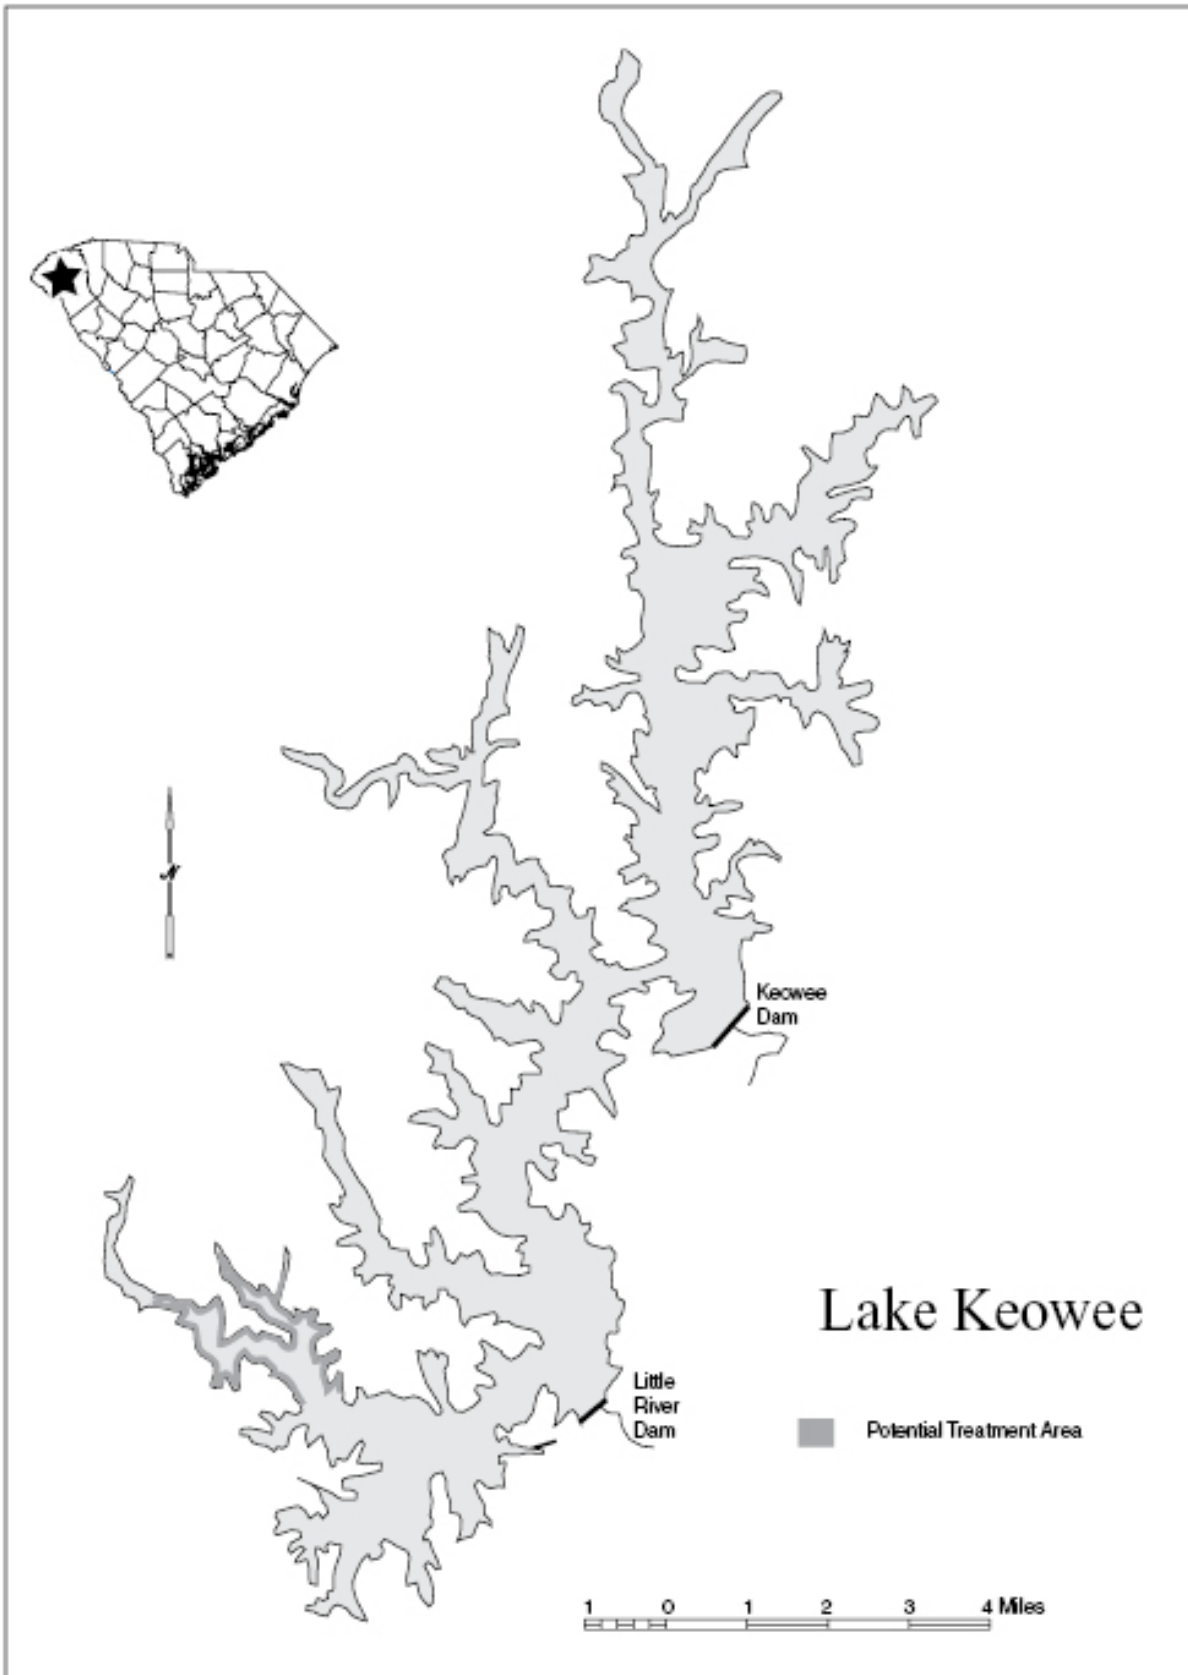 N
Keowee
Dam
Lake Keowee
Little
River
Dam
Potential Treatment Area
1 0 1 2 3 4 Miles